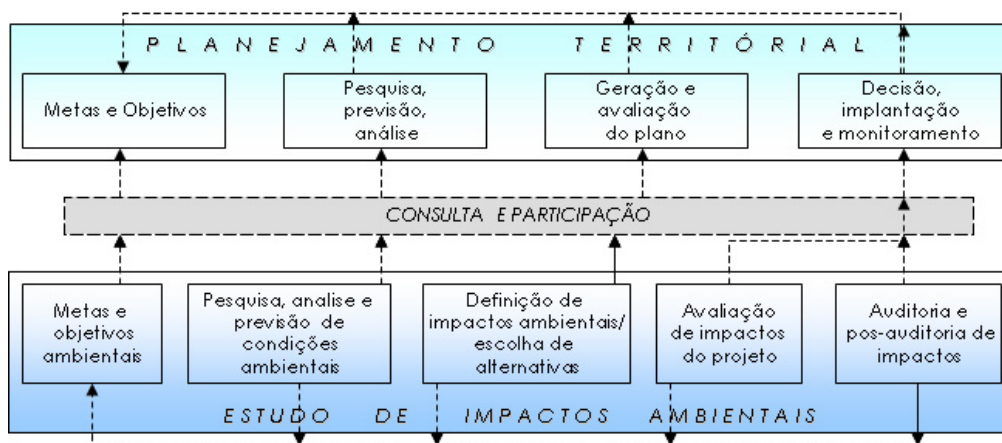 PLANEJAMENTO TERRITÓRIAL
Metas e Objetivos
Pesquisa,
previsão,
análise
Geração e
avaliação
do plano
Decisão,
implantação
e monitoramento
CONSULTA E PARTICIPAÇÃO
Metas e
objetivos
ambientais
Pesquisa, analise e
previsão de
condições
ambientais
Definição de
impactos ambientais/
escolha de
alternativas
Avaliação
de impactos
do projeto
Auditoria e
pos-auditoria de
impactos
ESTUDO DE IMPACTOS AMBIENTAIS